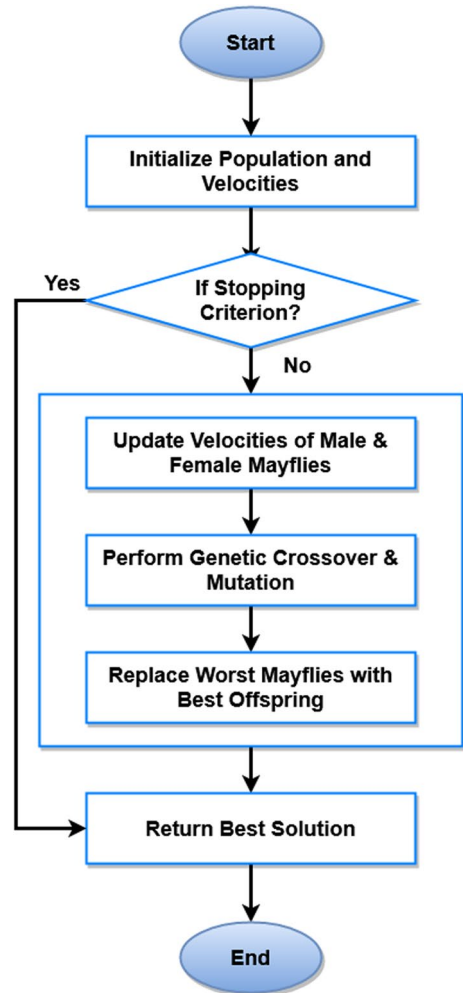 Start
Initialize Population and
Velocities
Yes
If Stopping
Criterion?
No
Update Velocities of Male &
Female Mayflies
Perform Genetic Crossover &
Mutation
Replace Worst Mayflies with
Best Offspring
Return Best Solution
End